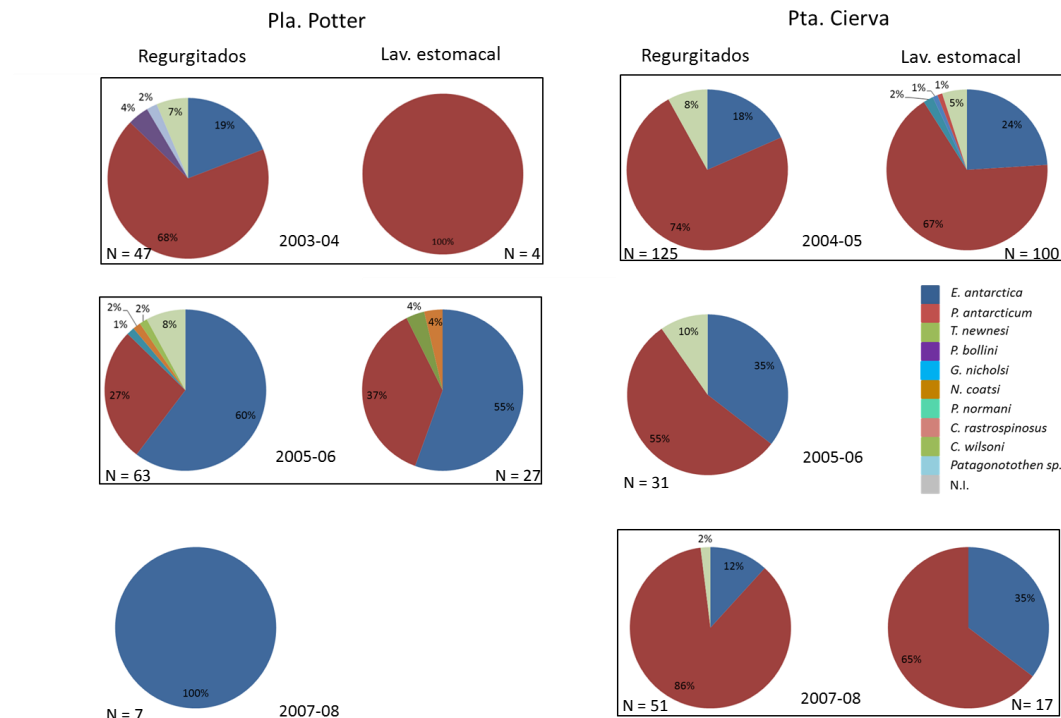 Pla. Potter
Regurgitados
Lav. estomacal
2%
4%
7%
19%
68%
N = 47
2003-04
100%
N = 4
2%
2%
1%
8%
27%
60%
N = 63
2005-06
4%
4%
37%
55%
N = 27
100%
N = 7
2007-08
Pta. Cierva
Regurgitados
Lav. estomacal
8%
18%
74%
N = 125
2004-05
1%
1%
2%
5%
24%
67%
N = 100
10%
35%
55%
N = 31
2005-06
E. antarctica
P. antarcticum
T. newnesi
P. bollini
G. nicholsi
N. coatsi
P. normani
C. rastrospinosus
C. wilsoni
Patagonotothen sp.
N.I.
2%
12%
86%
N = 51
2007-08
35%
65%
N= 17